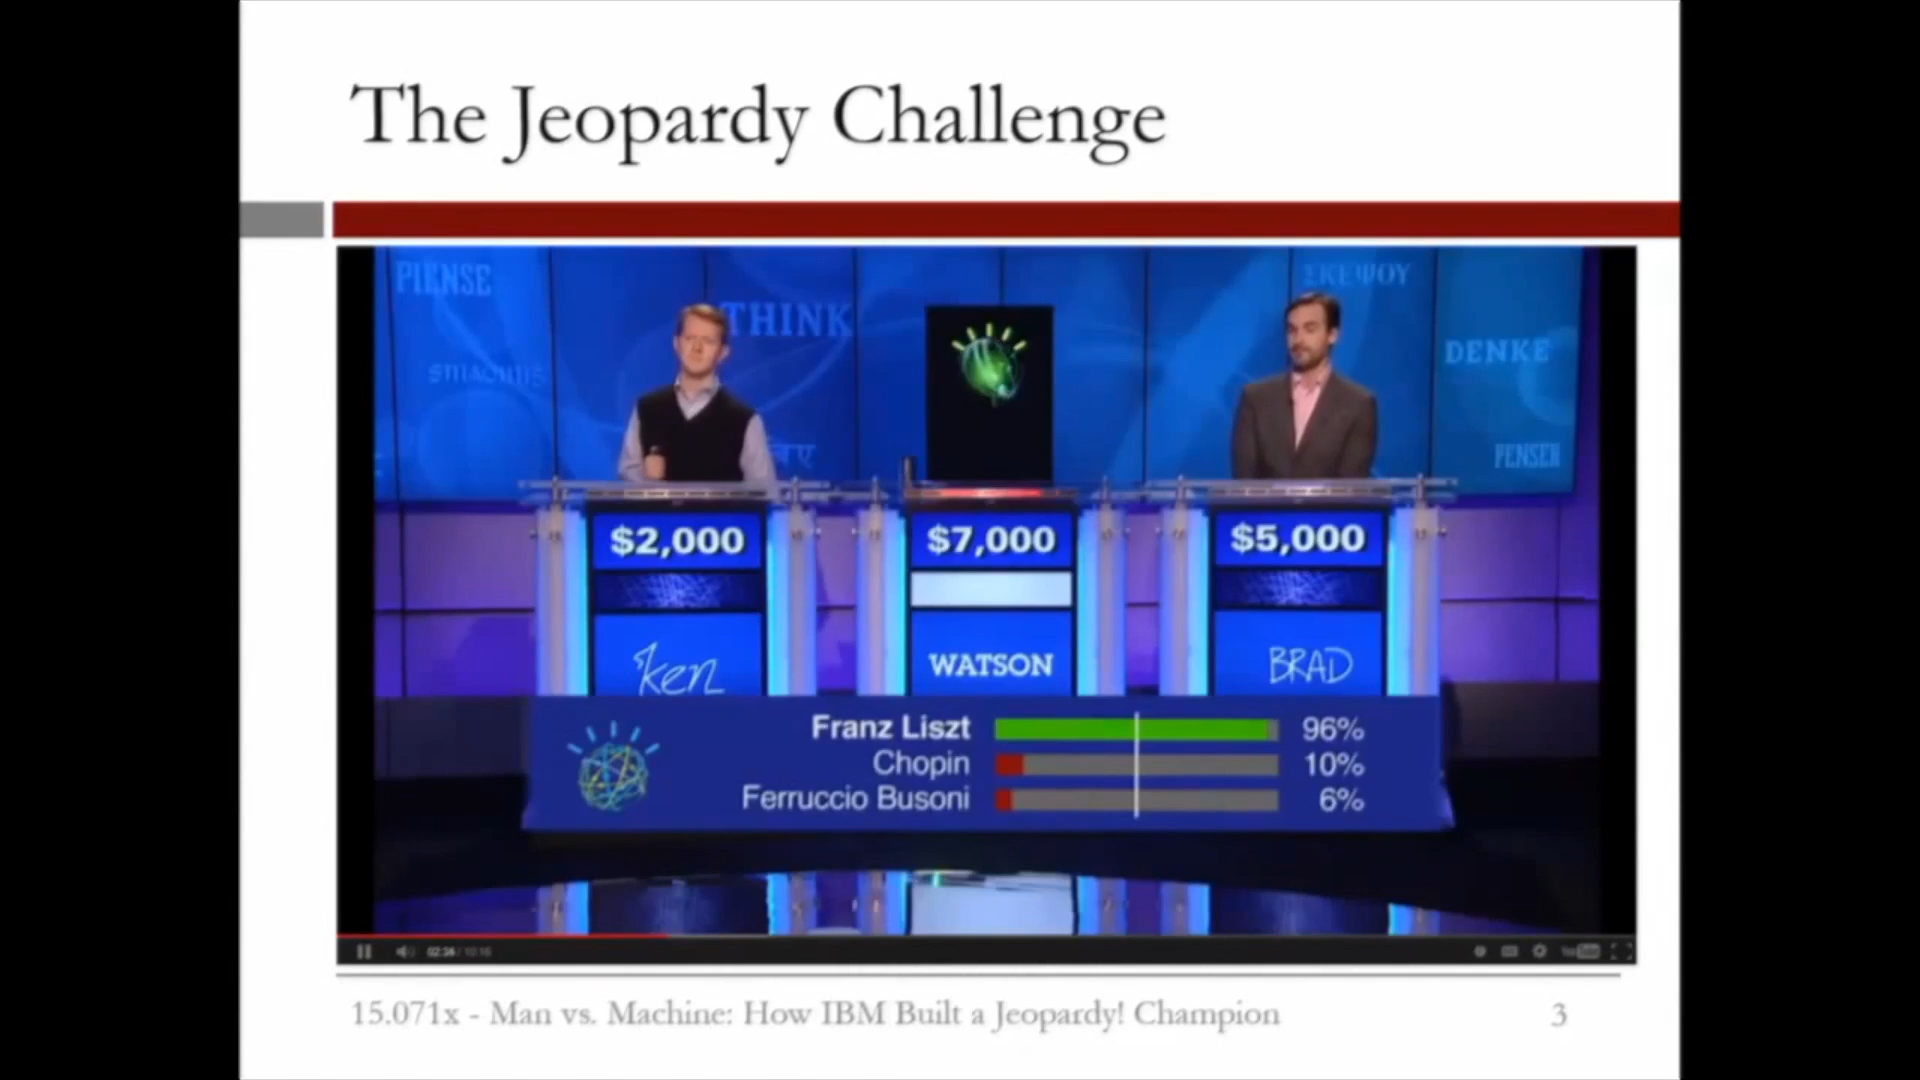 The Jeopardy Challenge
PIENSE
THINK
ΣΚΕΨΟΥ
DENKE
PENSER
$2,000
$7,000
$5,000
Ken
WATSON
BRAD
Franz Liszt 96%
Chopin 10%
Ferruccio Busoni 6%
15.071x - Man vs. Machine: How IBM Built a Jeopardy! Champion
3